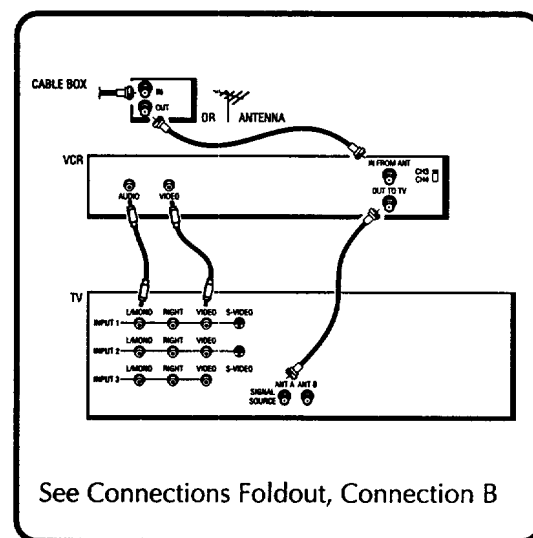 CABLE BOX
IN
OUT
OR
ANTENNA
VCR
IN FROM ANT
CH3
CH4
OUT TO TV
AUDIO
VIDEO
TV
L/MONO RIGHT VIDEO S-VIDEO
INPUT 1
L/MONO RIGHT VIDEO
INPUT 2
L/MONO RIGHT VIDEO S-VIDEO
INPUT 3
ANT A ANT B
SIGNAL
SOURCE
See Connections Foldout, Connection B